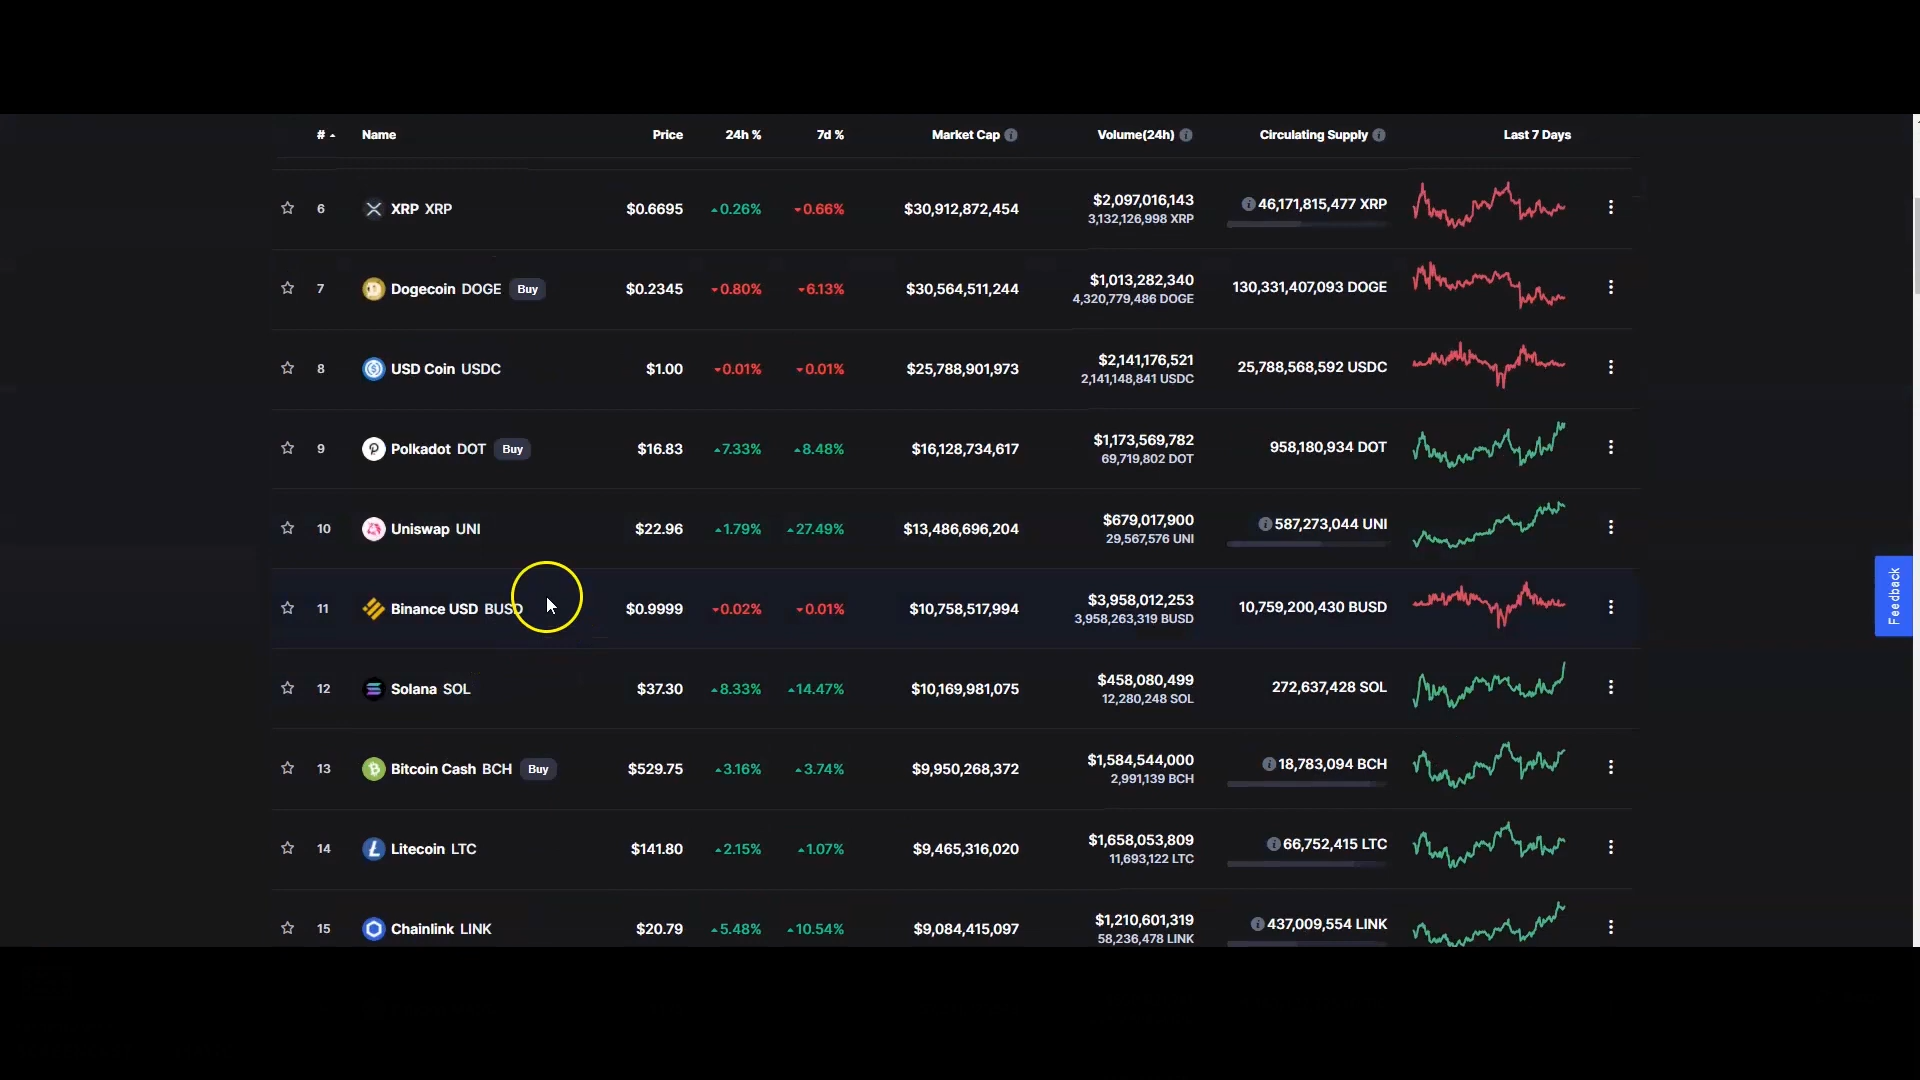 # Name Price 24h % 7d % Market Cap Volume(24h) Circulating Supply Last 7 Days
6 XRP XRP $0.6695 0.26% 0.66% $30,912,872,454 $2,097,016,143 46,171,815,477 XRP
3,132,126,998 XRP
7 Dogecoin DOGE Buy $0.2345 0.80% 6.13% $30,564,511,244 $1,013,282,340 130,331,407,093 DOGE
4,320,779,486 DOGE
8 USD Coin USDC $1.00 0.01% 0.01% $25,788,901,973 $2,141,176,521 25,788,568,592 USDC
2,141,148,841 USDC
9 Polkadot DOT Buy $16.83 7.33% 8.48% $16,128,734,617 $1,173,569,782 958,180,934 DOT
69,719,802 DOT
10 Uniswap UNI $22.96 1.79% 27.49% $13,486,696,204 $679,017,900 587,273,044 UNI
29,567,576 UNI
11 Binance USD BUSD $0.9999 0.02% 0.01% $10,758,517,994 $3,958,012,253 10,759,200,430 BUSD
3,958,263,319 BUSD
Feedback
12 Solana SOL $37.30 8.33% 14.47% $10,169,981,075 $458,080,499 272,637,428 SOL
12,280,248 SOL
13 Bitcoin Cash BCH Buy $529.75 3.16% 3.74% $9,950,268,372 $1,584,544,000 18,783,094 BCH
2,991,139 BCH
14 Litecoin LTC $141.80 2.15% 1.07% $9,465,316,020 $1,658,053,809 66,752,415 LTC
11,693,122 LTC
15 Chainlink LINK $20.79 5.48% 10.54% $9,084,415,097 $1,210,601,319 437,009,554 LINK
58,236,478 LINK